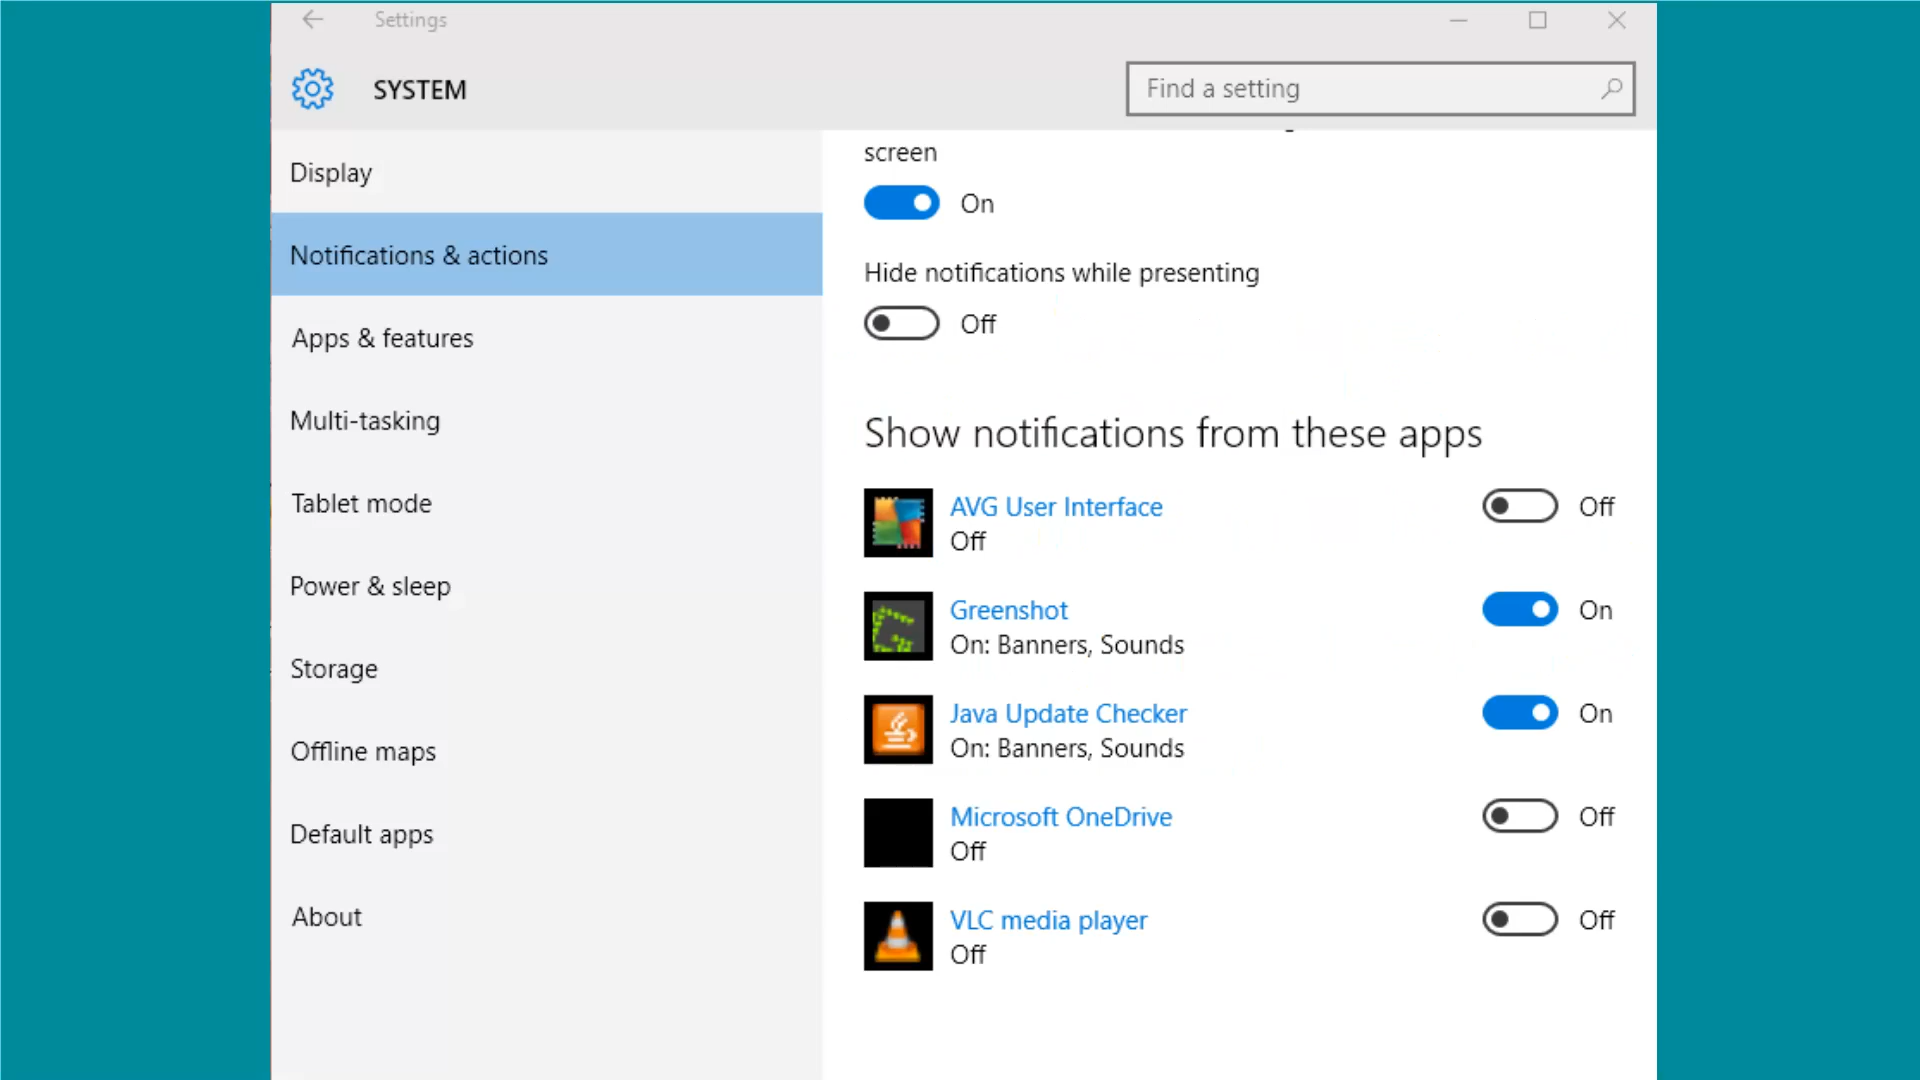 Settings
SYSTEM
Find a setting
Display
Notifications & actions
Apps & features
Multi-tasking
Tablet mode
Power & sleep
Storage
Offline maps
Default apps
About
screen
On
Hide notifications while presenting
Off
Show notifications from these apps
AVG User Interface
Off
Off
Greenshot
On
On: Banners, Sounds
Java Update Checker
On
On: Banners, Sounds
Microsoft OneDrive
Off
Off
VLC media player
Off
Off